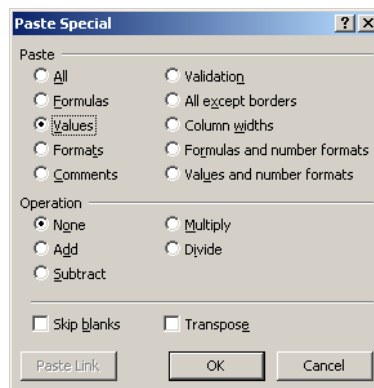 Paste Special
Paste
All
Validation
Formulas
All except borders
Values
Column widths
Formats
Formulas and number formats
Comments
Values and number formats
Operation
None
Multiply
Add
Divide
Subtract
Skip blanks
Transpose
Paste Link
OK
Cancel